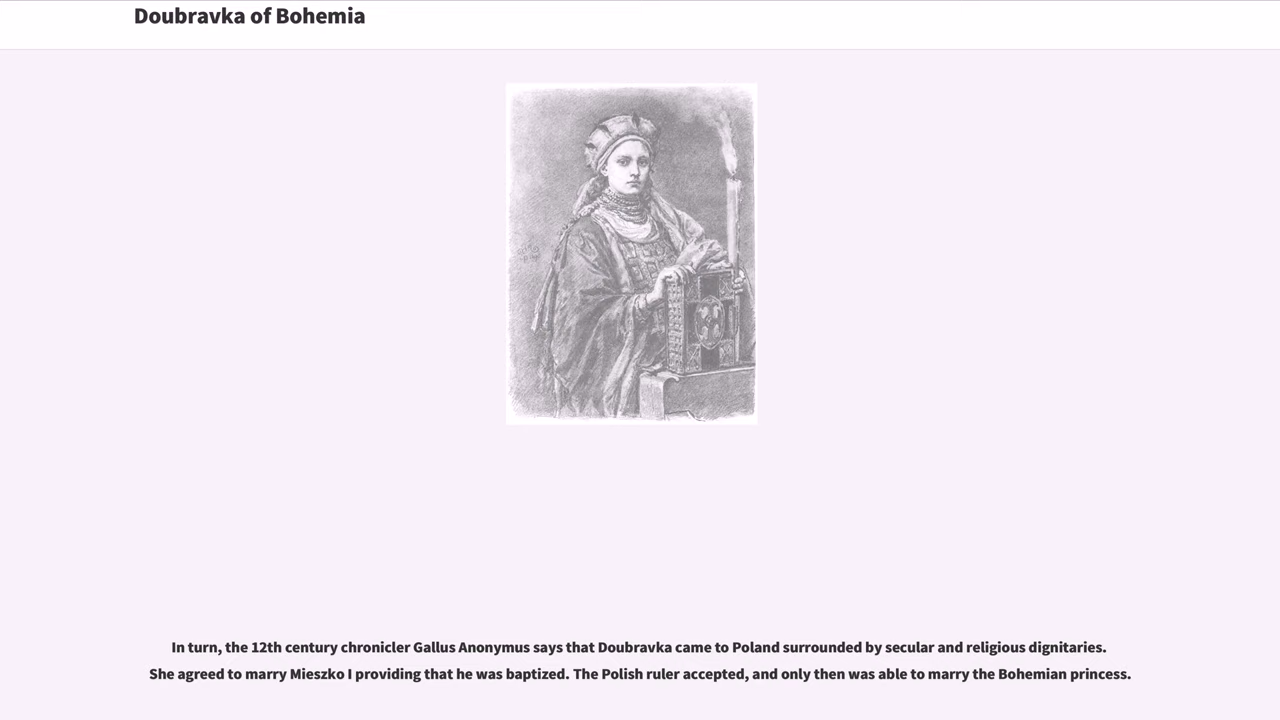 Doubravka of Bohemia
In turn, the 12th century chronicler Gallus Anonymus says that Doubravka came to Poland surrounded by secular and religious dignitaries.
She agreed to marry Mieszko I providing that he was baptized. The Polish ruler accepted, and only then was able to marry the Bohemian princess.